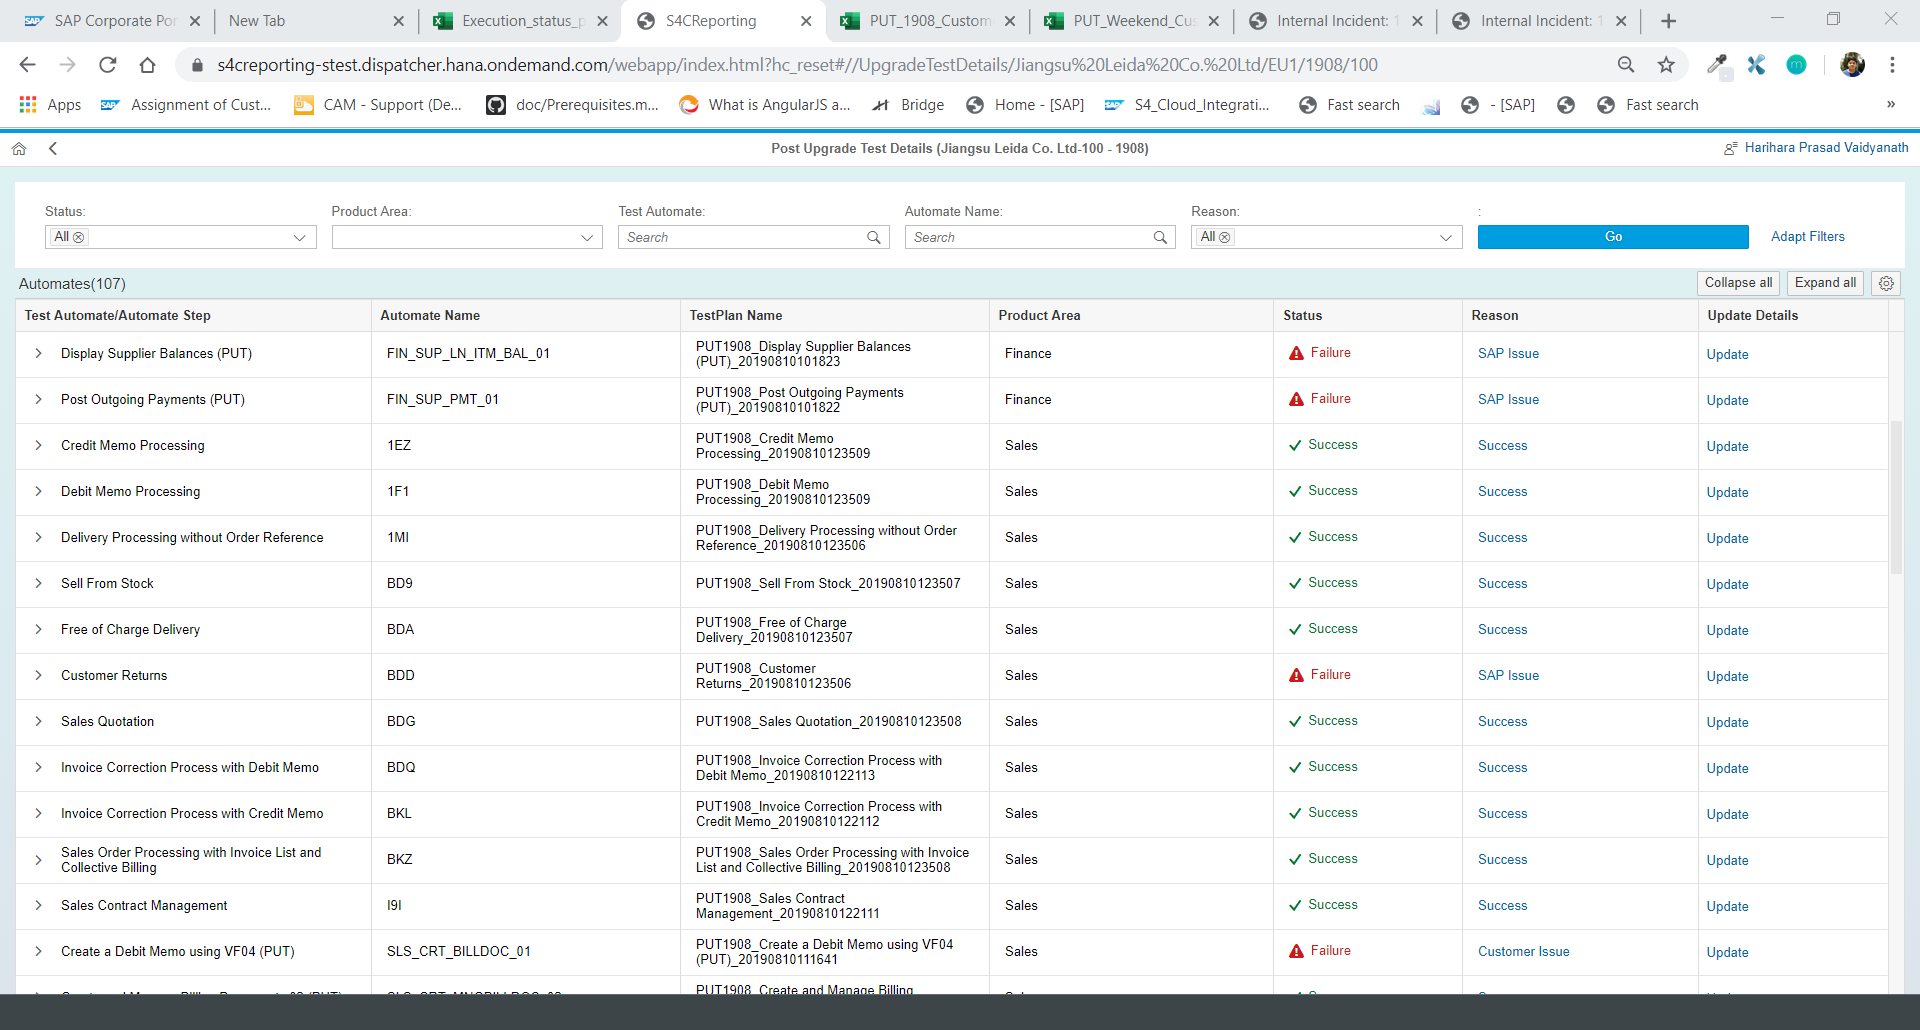 SAP Corporate Por
New Tab
Execution_status_p
S4CReporting
PUT_1908_Custom
PUT_Weekend_Cus
Internal Incident: 1
Internal Incident: 1
s4creporting-stest.dispatcher.hana.ondemand.com/webapp/index.html?hc_reset#//UpgradeTestDetails/Jiangsu%20Leida%20Co.%20Ltd/EU1/1908/100
Apps
Assignment of Cust...
CAM - Support (De...
doc/Prerequisites.m...
What is AngularJS a...
Bridge
Home - [SAP]
S4_Cloud_Integrati...
Fast search
- [SAP]
Fast search
»
Post Upgrade Test Details (Jiangsu Leida Co. Ltd-100 - 1908)
Harihara Prasad Vaidyanath
Status:
Product Area:
Test Automate:
Automate Name:
Reason:
:
All
Search
Search
All
Go
Adapt Filters
Automates(107)
Collapse all
Expand all
Test Automate/Automate Step
Automate Name
TestPlan Name
Product Area
Status
Reason
Update Details
Display Supplier Balances (PUT)
FIN_SUP_LN_ITM_BAL_01
PUT1908_Display Supplier Balances
(PUT)_20190810101823
Finance
Failure
SAP Issue
Update
Post Outgoing Payments (PUT)
FIN_SUP_PMT_01
PUT1908_Post Outgoing Payments
(PUT)_20190810101822
Finance
Failure
SAP Issue
Update
Credit Memo Processing
1EZ
PUT1908_Credit Memo
Processing_20190810123509
Sales
Success
Success
Update
Debit Memo Processing
1F1
PUT1908_Debit Memo
Processing_20190810123509
Sales
Success
Success
Update
Delivery Processing without Order Reference
1MI
PUT1908_Delivery Processing without Order
Reference_20190810123506
Sales
Success
Success
Update
Sell From Stock
BD9
PUT1908_Sell From Stock_20190810123507
Sales
Success
Success
Update
Free of Charge Delivery
BDA
PUT1908_Free of Charge
Delivery_20190810123507
Sales
Success
Success
Update
Customer Returns
BDD
PUT1908_Customer
Returns_20190810123506
Sales
Failure
SAP Issue
Update
Sales Quotation
BDG
PUT1908_Sales Quotation_20190810123508
Sales
Success
Success
Update
Invoice Correction Process with Debit Memo
BDQ
PUT1908_Invoice Correction Process with
Debit Memo_20190810122113
Sales
Success
Success
Update
Invoice Correction Process with Credit Memo
BKL
PUT1908_Invoice Correction Process with
Credit Memo_20190810122112
Sales
Success
Success
Update
Sales Order Processing with Invoice List and
Collective Billing
BKZ
PUT1908_Sales Order Processing with Invoice
List and Collective Billing_20190810123508
Sales
Success
Success
Update
Sales Contract Management
I9I
PUT1908_Sales Contract
Management_20190810122111
Sales
Success
Success
Update
Create a Debit Memo using VF04 (PUT)
SLS_CRT_BILLDOC_01
PUT1908_Create a Debit Memo using VF04
(PUT)_20190810111641
Sales
Failure
Customer Issue
Update
PUT1908_Create and Manage Billing